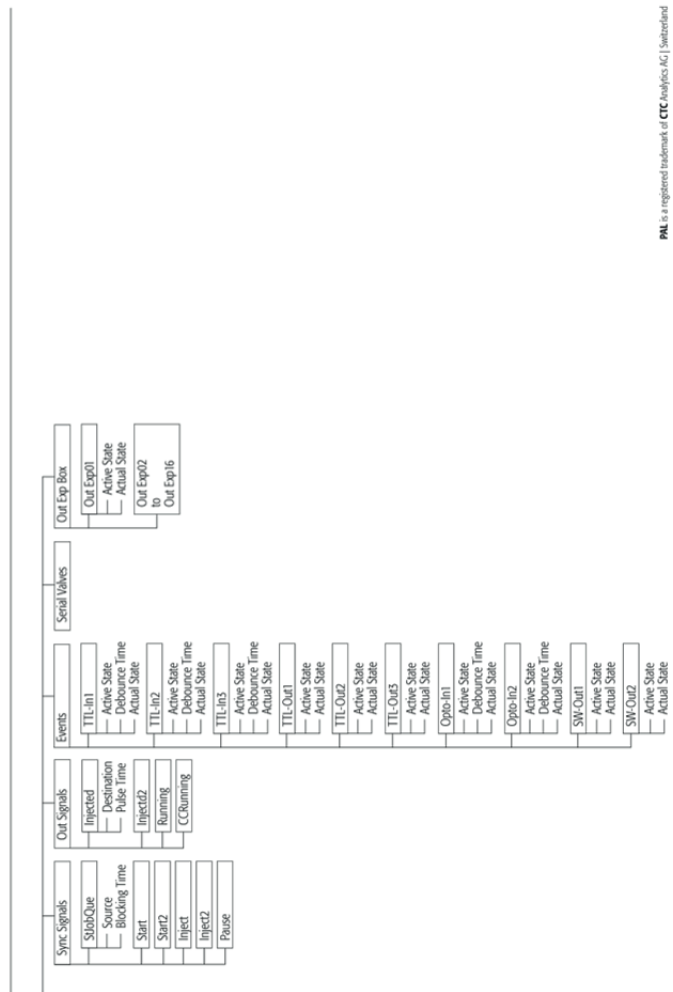 Sync Signals
StJobQue
Source
Blocking Time
Start
Start2
Inject
Inject2
Pause
Out Signals
Injected
Destination
Pulse Time
Injectd2
Running
CCRunning
Events
TTL-In1
Active State
Debounce Time
Actual State
TTL-In2
Active State
Debounce Time
Actual State
TTL-In3
Active State
Debounce Time
Actual State
TTL-Out1
Active State
Actual State
TTL-Out2
Active State
Actual State
TTL-Out3
Active State
Actual State
Opto-In1
Active State
Debounce Time
Actual State
Opto-In2
Active State
Debounce Time
Actual State
SW-Out1
Active State
Actual State
SW-Out2
Active State
Actual State
Serial Valves
Out Exp Box
Out Exp01
Active State
Actual State
Out Exp02
to
Out Exp16
PAL is a registered trademark of CTC Analytics AG | Switzerland